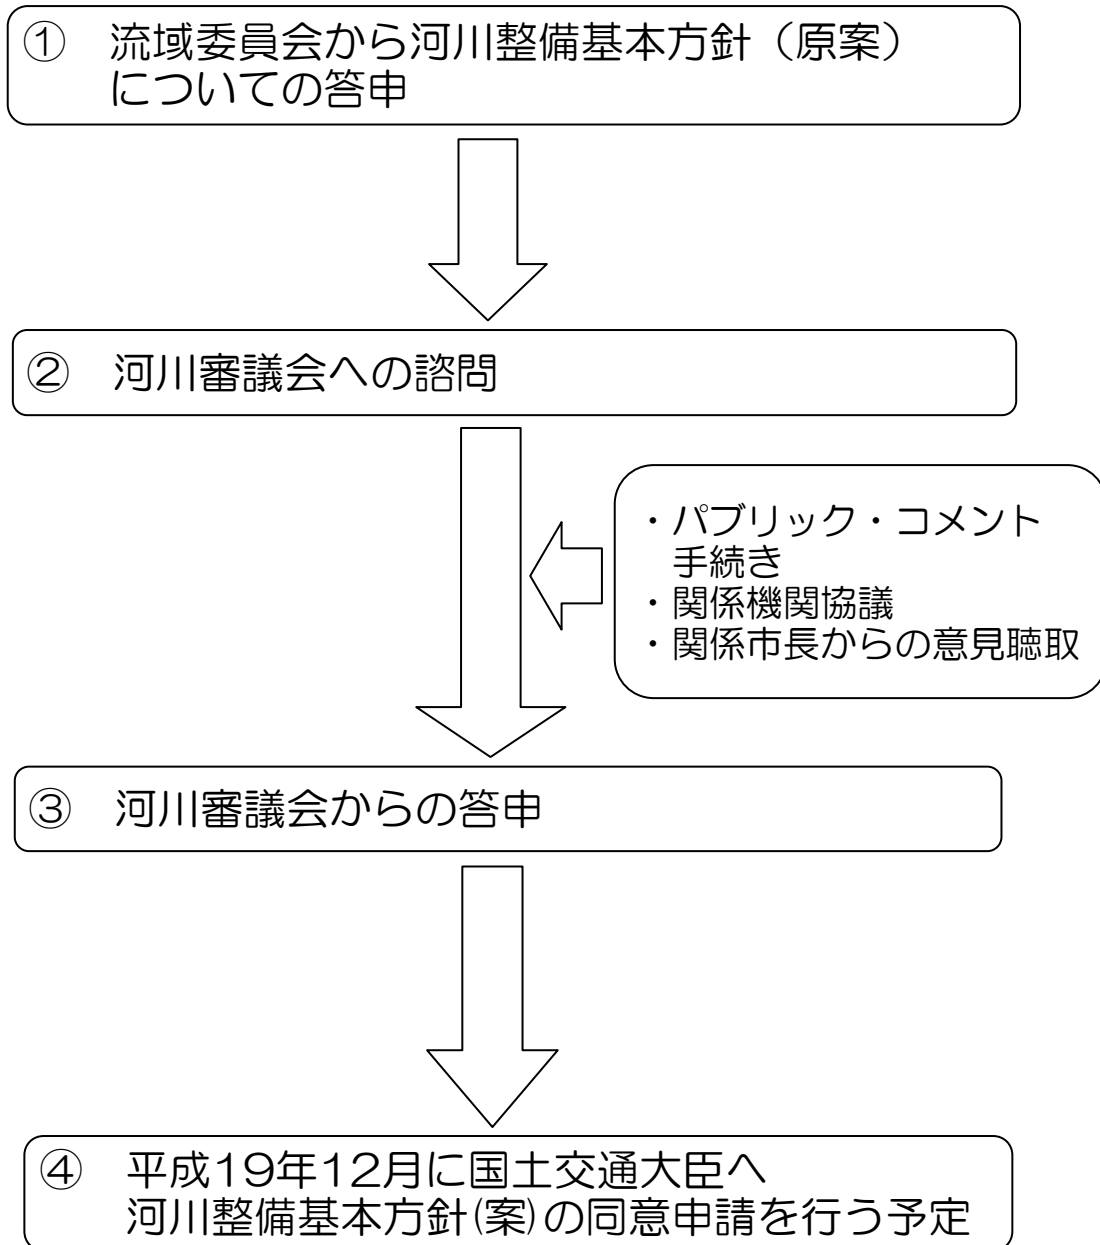 ① 流域委員会から河川整備基本方針（原案）
についての答申
② 河川審議会への諮問
・パブリック・コメント
手続き
・関係機関協議
・関係市長からの意見聴取
③ 河川審議会からの答申
④ 平成19年12月に国土交通大臣へ
河川整備基本方針(案)の同意申請を行う予定